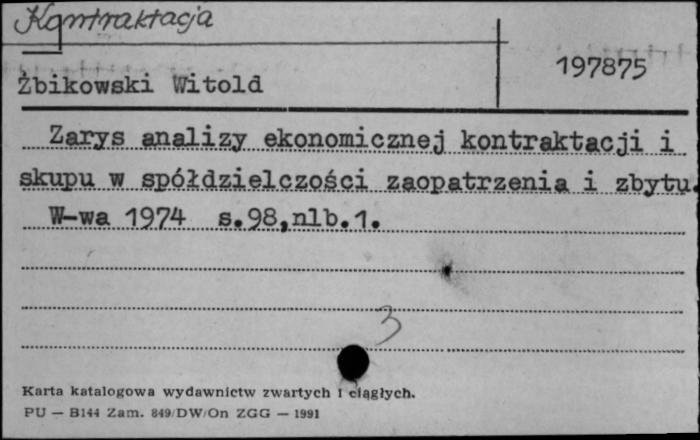 Kontraktacja
197875
Żbikowski Witold
Zarys analizy ekonomicznej kontraktacji i
skupu w spółdzielczości zaopatrzenia i zbytu.
W-wa 1974 s.98,nlb.1.
3
Karta katalogowa wydawnictw zwartych i ciągłych.
PU — B144 Zam. 849/DW/On ZGG — 1991